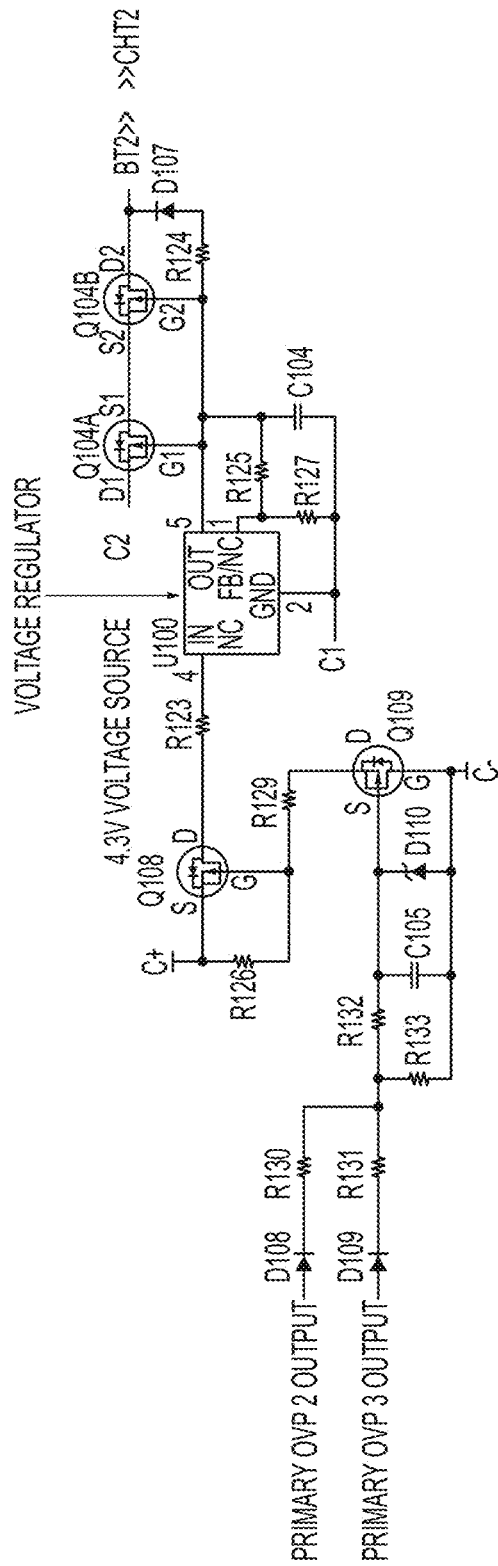 VOLTAGE REGULATOR
4.3V VOLTAGE SOURCE
C2
D1
Q104A
S1
G1
S2
Q104B
D2
G2
BT2>> >>CHT2
D107
R124
C+
Q108
S
D
G
R126
R123
4
U100
IN
NC
OUT
FB/NC
GND
5
1
2
R125
R127
C104
C1
R129
PRIMARY OVP 2 OUTPUT
D108
R130
PRIMARY OVP 3 OUTPUT
D109
R131
R132
R133
C105
D110
S
D
G
Q109
C-